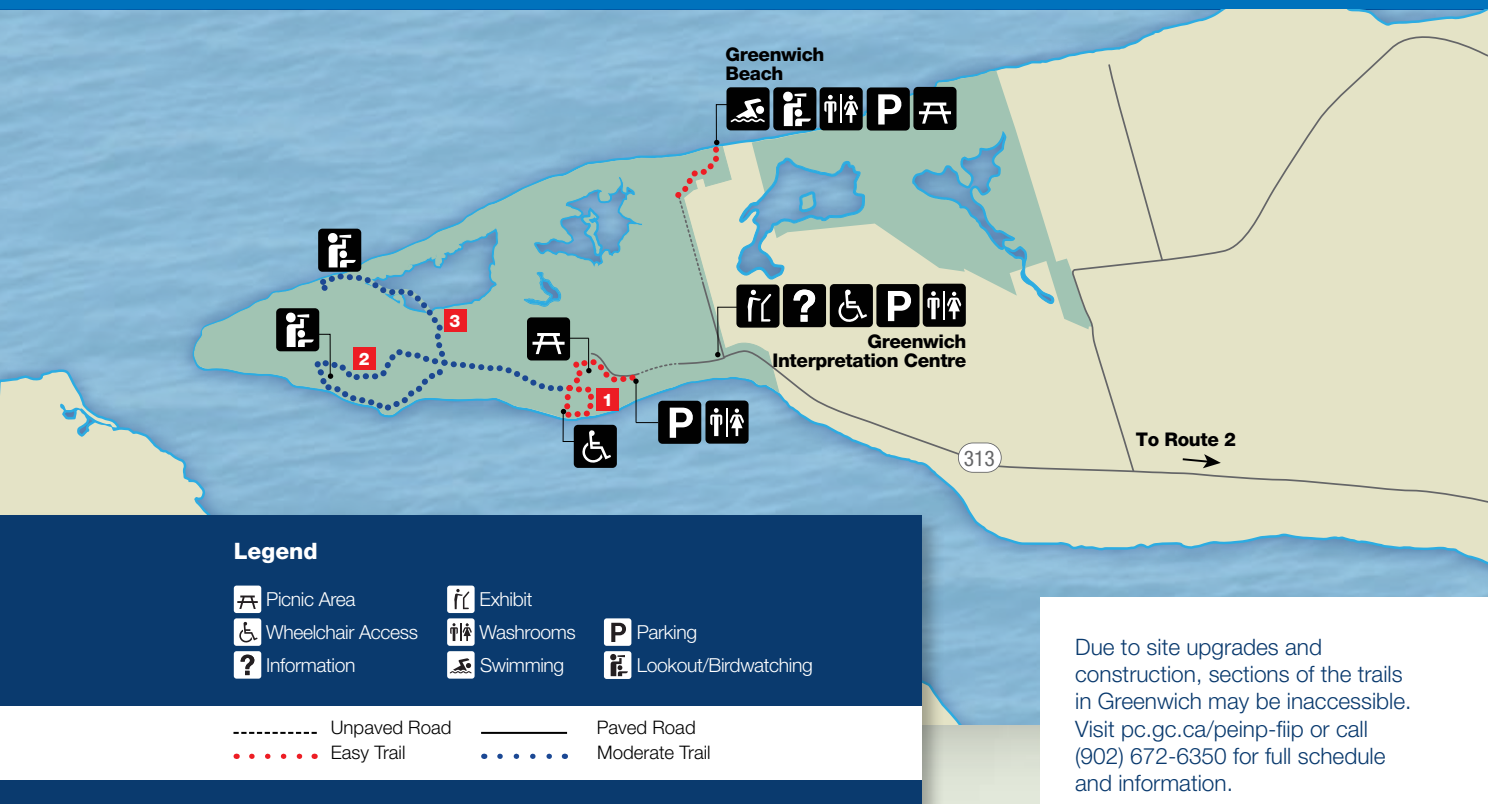 Greenwich
Beach
P
?
P
Greenwich
Interpretation Centre
3
2
1
P
313
To Route 2
Legend
Picnic Area
Exhibit
Wheelchair Access
Washrooms
P Parking
? Information
Swimming
Lookout/Birdwatching
Unpaved Road
Paved Road
Easy Trail
Moderate Trail
Due to site upgrades and
construction, sections of the trails
in Greenwich may be inaccessible.
Visit pc.gc.ca/peinp-fiip or call
(902) 672-6350 for full schedule
and information.